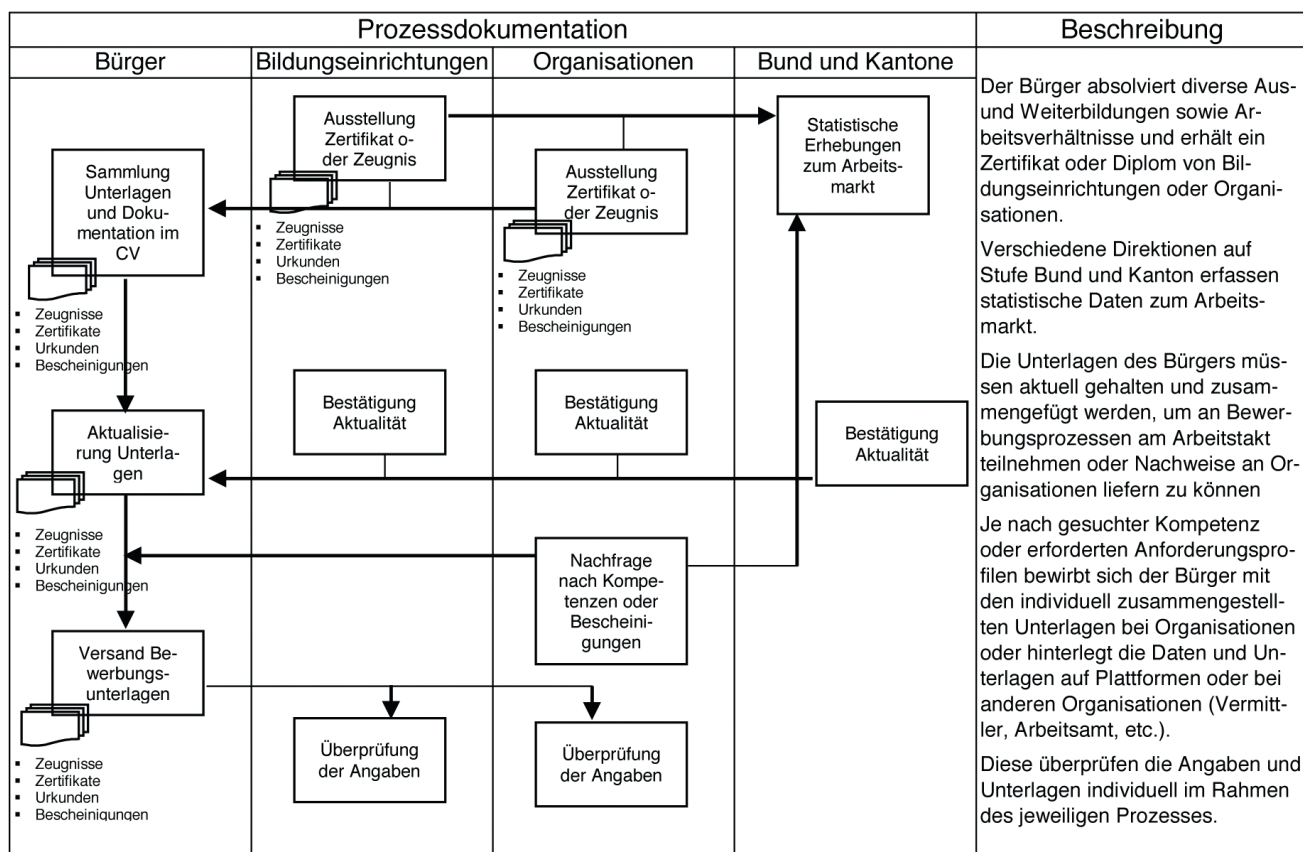 Prozessdokumentation
Beschreibung
Bürger
Bildungseinrichtungen
Organisationen
Bund und Kantone
Sammlung
Unterlagen
und Doku-
mentation im
CV
▪ Zeugnisse
▪ Zertifikate
▪ Urkunden
▪ Bescheinigungen
Aktualisie-
rung Unterla-
gen
▪ Zeugnisse
▪ Zertifikate
▪ Urkunden
▪ Bescheinigungen
Versand Be-
werbungs-
unterlagen
▪ Zeugnisse
▪ Zertifikate
▪ Urkunden
▪ Bescheinigungen
Ausstellung
Zertifikat o-
der Zeugnis
▪ Zeugnisse
▪ Zertifikate
▪ Urkunden
▪ Bescheinigungen
Bestätigung
Aktualität
Überprüfung
der Angaben
Ausstellung
Zertifikat o-
der Zeugnis
▪ Zeugnisse
▪ Zertifikate
▪ Urkunden
▪ Bescheinigungen
Bestätigung
Aktualität
Nachfrage
nach Kompe-
tenzen oder
Bescheini-
gungen
Überprüfung
der Angaben
Statistische
Erhebungen
zum Arbeits-
markt
Bestätigung
Aktualität
Der Bürger absolviert diverse Aus-
und Weiterbildungen sowie Ar-
beitsverhältnisse und erhält ein
Zertifikat oder Diplom von Bil-
dungseinrichtungen oder Organi-
sationen.
Verschiedene Direktionen auf
Stufe Bund und Kanton erfassen
statistische Daten zum Arbeits-
markt.
Die Unterlagen des Bürgers müs-
sen aktuell gehalten und zusam-
mengefügt werden, um an Bewer-
bungsprozessen am Arbeitstakt
teilnehmen oder Nachweise an Or-
ganisationen liefern zu können
Je nach gesuchter Kompetenz
oder erforderten Anforderungspro-
filen bewirbt sich der Bürger mit
den individuell zusammengestell-
ten Unterlagen bei Organisationen
oder hinterlegt die Daten und Un-
terlagen auf Plattformen oder bei
anderen Organisationen (Vermitt-
ler, Arbeitsamt, etc.).
Diese überprüfen die Angaben und
Unterlagen individuell im Rahmen
des jeweiligen Prozesses.